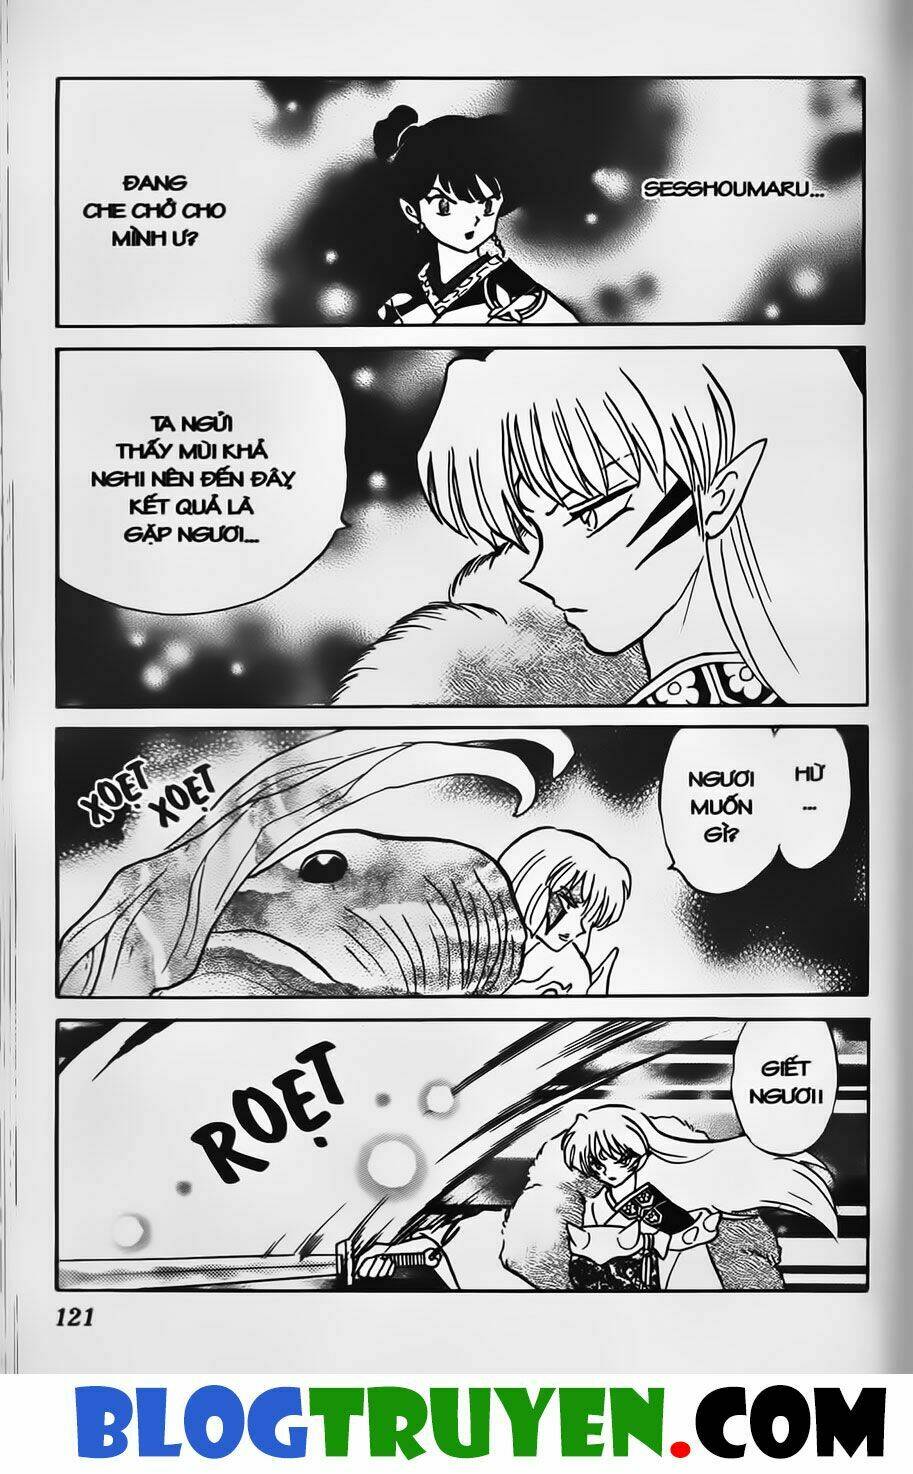 ĐANG
CHE CHỞ CHO
MÌNH Ư?
SESSHOUMARU...
TA NGỬI
THẤY MÙI KHẢ
NGHI NÊN ĐẾN ĐÂY,
KẾT QUẢ LÀ
GẶP NGƯƠI...
HỪ
...
NGƯƠI
MUỐN
GÌ?
XOẸT
XOẸT
GIẾT
NGƯƠI!
ROẸT
121
BLOGTRUYEN.COM